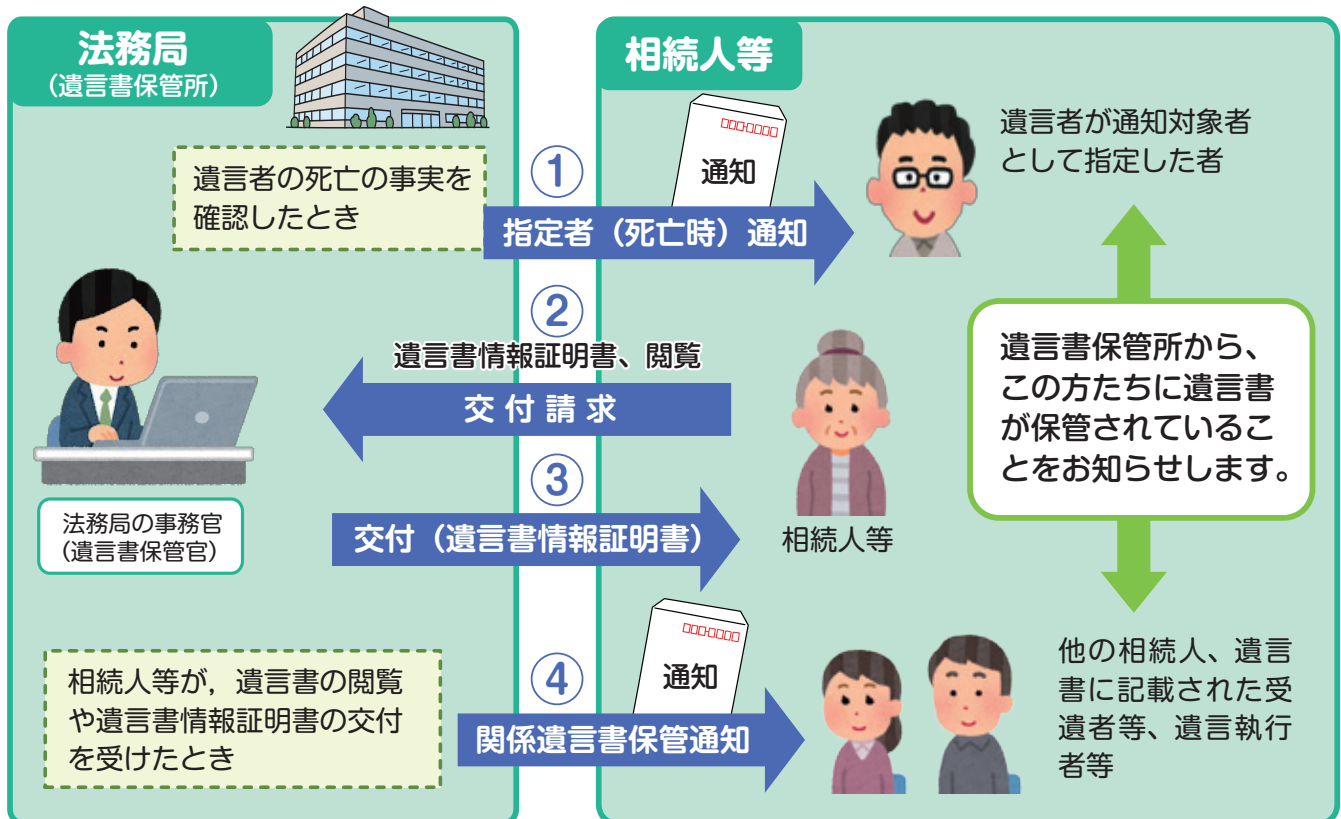 法務局
(遺言書保管所)
相続人等
遺言者の死亡の事実を
確認したとき
①
通知
指定者(死亡時)通知
遺言者が通知対象者
として指定した者
②
遺言書情報証明書、閲覧
交付請求
遺言書保管所から、
この方たちに遺言書
が保管されているこ
とをお知らせします。
法務局の事務官
(遺言書保管官)
③
交付(遺言書情報証明書)
相続人等
相続人等が，遺言書の閲覧
や遺言書情報証明書の交付
を受けたとき
④
通知
関係遺言書保管通知
他の相続人、遺言
書に記載された受
遺者等、遺言執行
者等